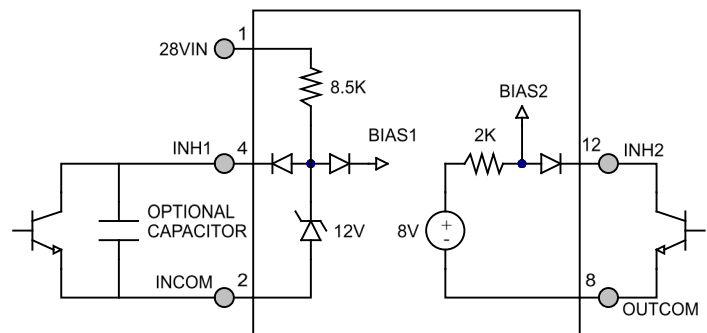 1
28VIN
8.5K
BIAS2
BIAS1
2K
INH1
4
12
INH2
OPTIONAL
CAPACITOR
12V
8V
+
-
INCOM
2
8
OUTCOM